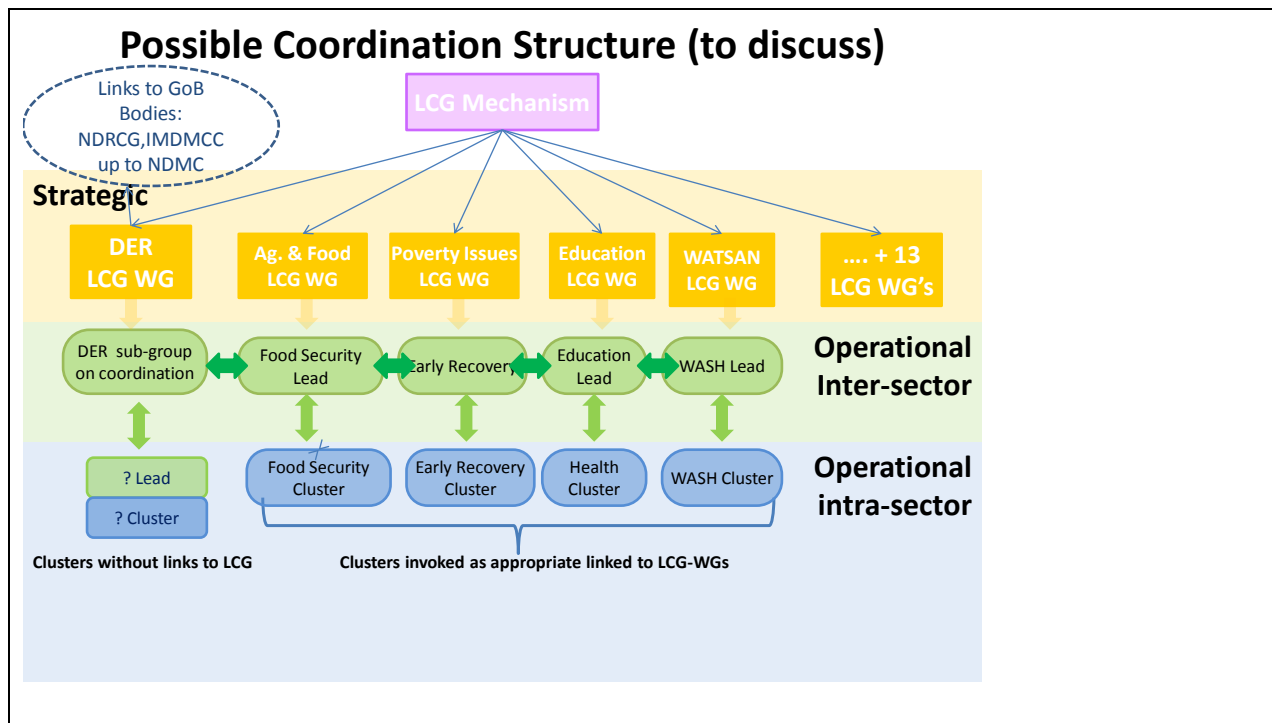 Possible Coordination Structure (to discuss)
Links to GoB
Bodies:
NDRCG,IMDMCC
up to NDMC
LCG Mechanism
Strategic
DER
LCG WG
Ag. & Food
LCG WG
Poverty Issues
LCG WG
Education
LCG WG
WATSAN
LCG WG
.... + 13
LCG WG's
DER sub-group
on coordination
Food Security
Lead
Early Recovery
Education
Lead
WASH Lead
Operational
Inter-sector
? Lead
? Cluster
Food Security
Cluster
Early Recovery
Cluster
Health
Cluster
WASH Cluster
Operational
intra-sector
Clusters without links to LCG
Clusters invoked as appropriate linked to LCG-WGs